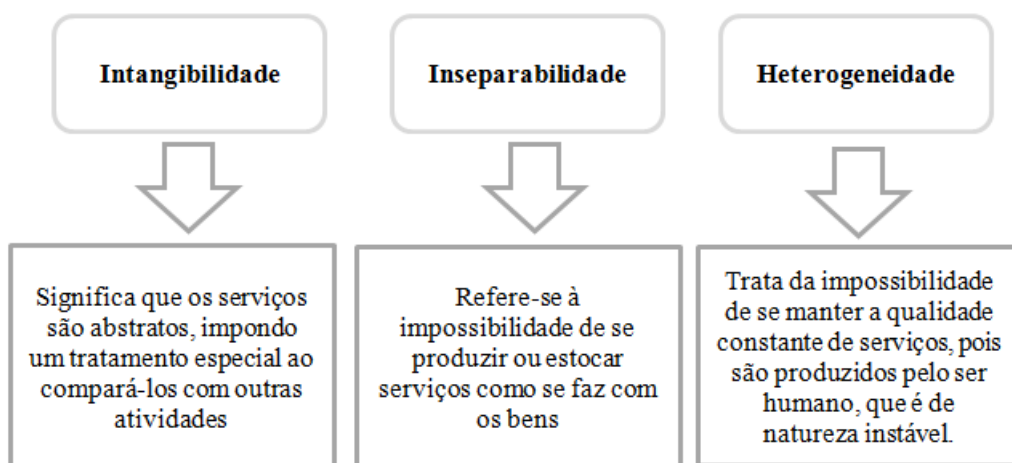 Intangibilidade
Inseparabilidade
Heterogeneidade
Significa que os serviços
são abstratos, impondo
um tratamento especial ao
compará-los com outras
atividades
Refere-se à
impossibilidade de se
produzir ou estocar
serviços como se faz com
os bens
Trata da impossibilidade
de se manter a qualidade
constante de serviços, pois
são produzidos pelo ser
humano, que é de
natureza instável.